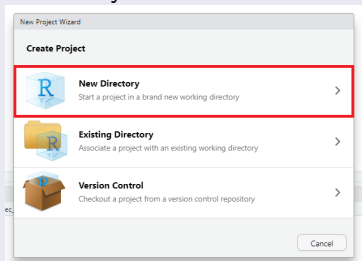 New Project Wizard
Create Project
New Directory
Start a project in a brand new working directory
Existing Directory
Associate a project with an existing working directory
Version Control
Checkout a project from a version control repository
Cancel